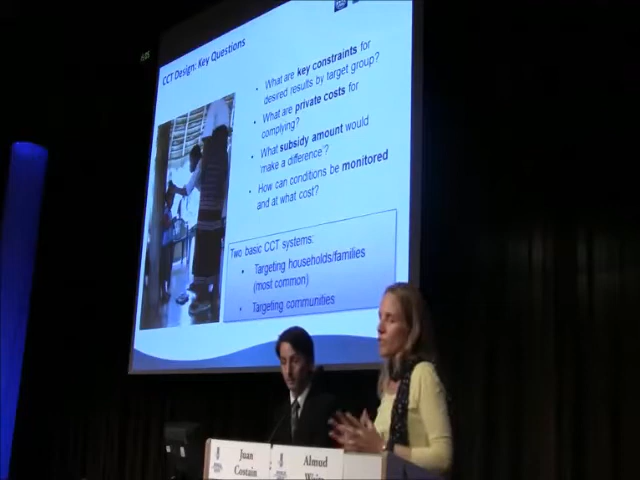 CCT Design: Key Questions
• What are key constraints for
desired results by target group?
• What are private costs for
complying?
• What subsidy amount would
'make a difference'?
• How can conditions be monitored
and at what cost?
Two basic CCT systems:
• Targeting households/families
(most common)
• Targeting communities
Juan
Costain
Almud